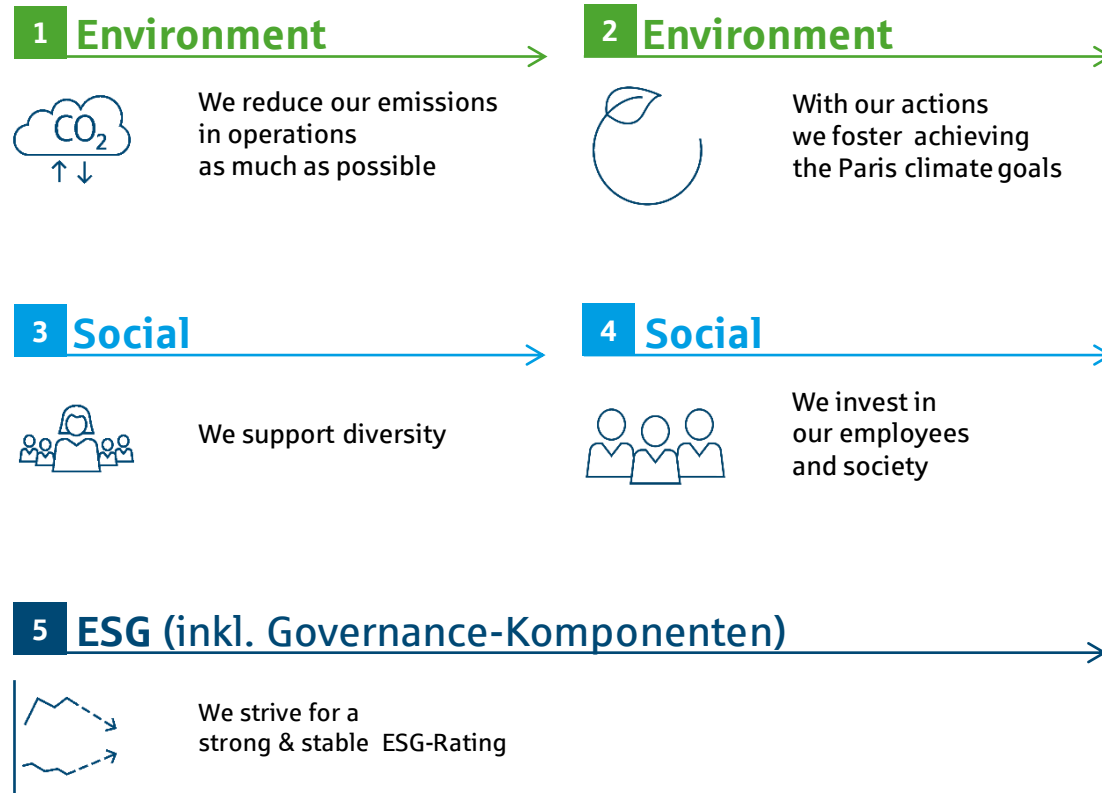 1 Environment
CO₂
We reduce our emissions
in operations
as much as possible
2 Environment
With our actions
we foster achieving
the Paris climate goals
3 Social
We support diversity
4 Social
We invest in
our employees
and society
5 ESG (inkl. Governance-Komponenten)
We strive for a
strong & stable ESG-Rating